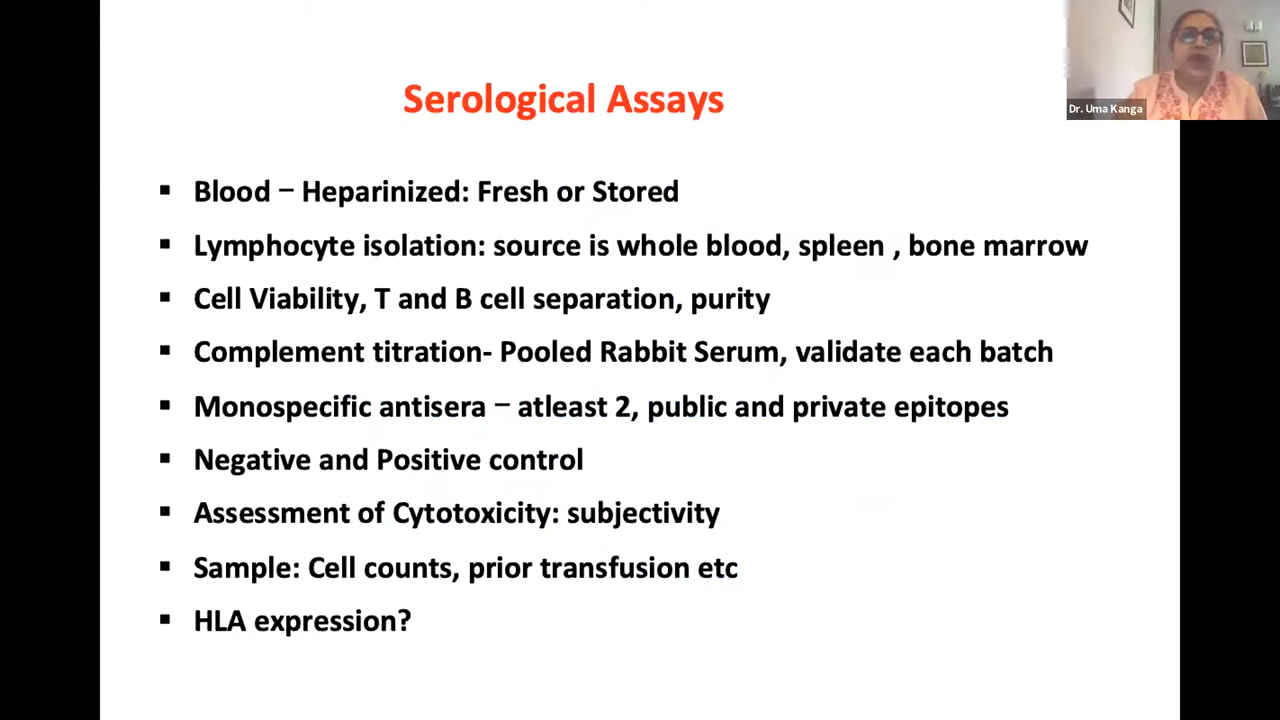 Serological Assays
Dr. Uma Kanga
▪ Blood – Heparinized: Fresh or Stored
▪ Lymphocyte isolation: source is whole blood, spleen , bone marrow
▪ Cell Viability, T and B cell separation, purity
▪ Complement titration- Pooled Rabbit Serum, validate each batch
▪ Monospecific antisera – atleast 2, public and private epitopes
▪ Negative and Positive control
▪ Assessment of Cytotoxicity: subjectivity
▪ Sample: Cell counts, prior transfusion etc
▪ HLA expression?